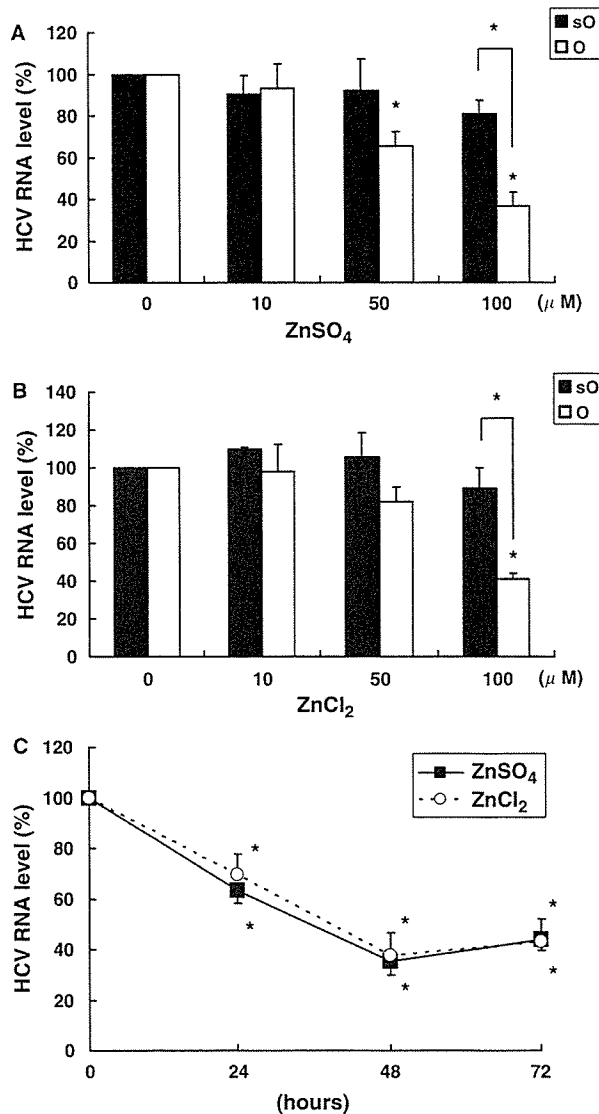 A
sO
O
HCV RNA level (%)
120
100
80
60
40
20
0
*
*
*
0 10 50 100 (μ M)
ZnSO4
B
sO
O
HCV RNA level (%)
140
120
100
80
60
40
20
0
*
*
0 10 50 100 (μ M)
ZnCl2
C
ZnSO4
ZnCl2
HCV RNA level (%)
120
100
80
60
40
20
0
*
*
*
*
*
*
0 24 48 72
(hours)